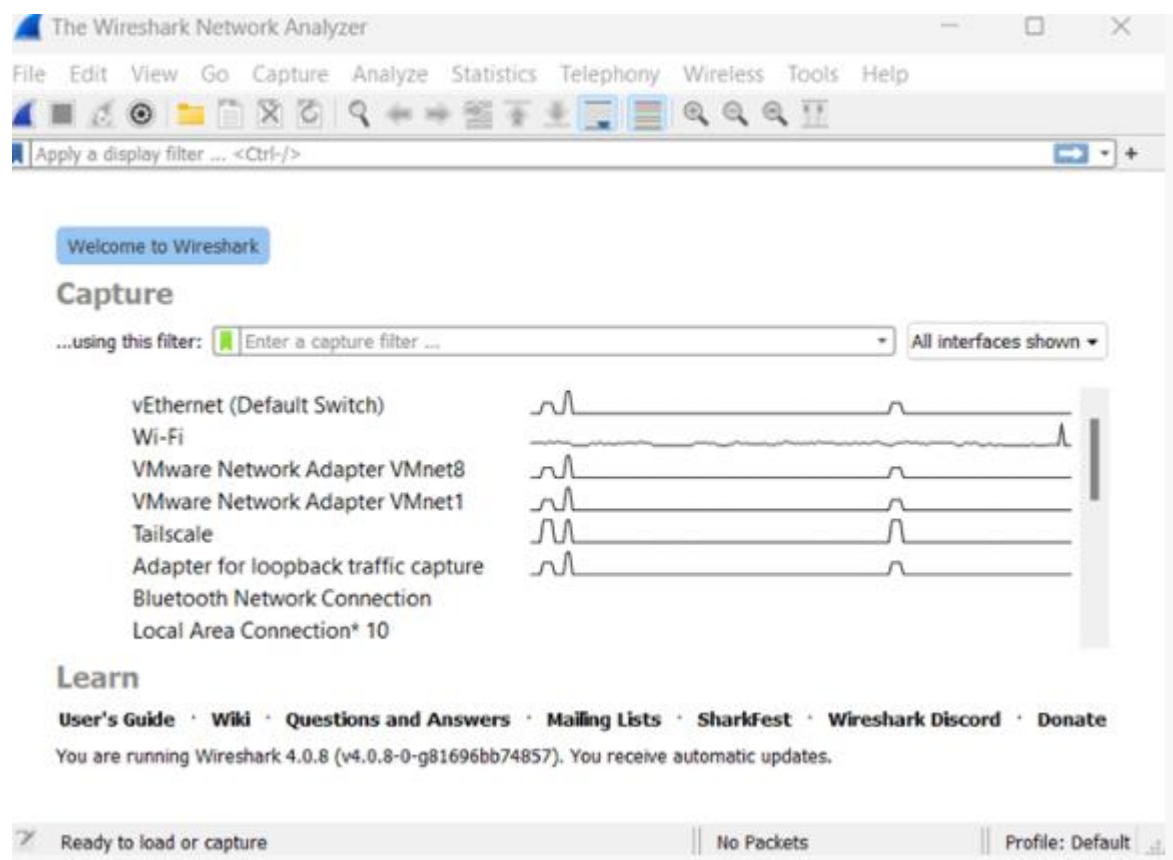 The Wireshark Network Analyzer
File Edit View Go Capture Analyze Statistics Telephony Wireless Tools Help
Apply a display filter ... <Ctrl-/>
Welcome to Wireshark
Capture
...using this filter: Enter a capture filter ... All interfaces shown
vEthernet (Default Switch)
Wi-Fi
VMware Network Adapter VMnet8
VMware Network Adapter VMnet1
Tailscale
Adapter for loopback traffic capture
Bluetooth Network Connection
Local Area Connection* 10
Learn
User's Guide · Wiki · Questions and Answers · Mailing Lists · SharkFest · Wireshark Discord · Donate
You are running Wireshark 4.0.8 (v4.0.8-0-g81696bb74857). You receive automatic updates.
Ready to load or capture No Packets Profile: Default